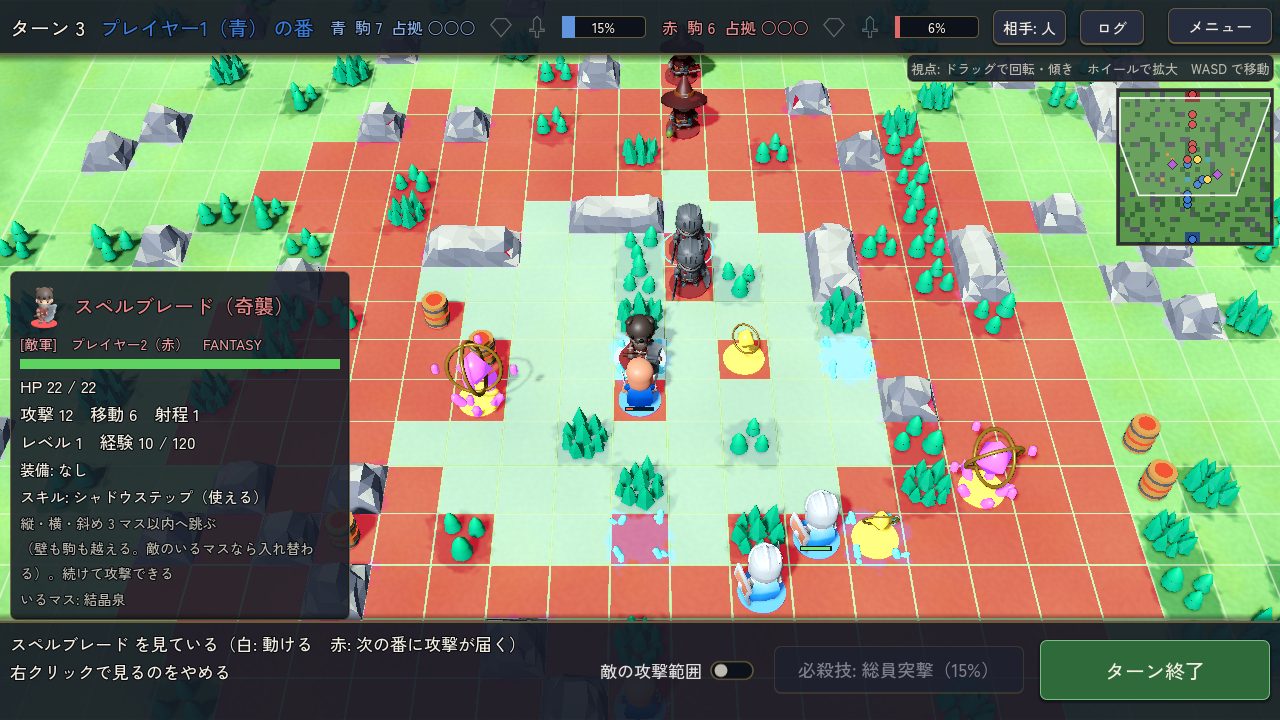 ターン 3 プレイヤー1（青）の番 青 駒 7 占拠 〇〇〇 15% 赤 駒 6 占拠 〇〇〇 6% 相手: 人 ログ メニュー
視点: ドラッグで回転・傾き ホイールで拡大 WASD で移動
スペルブレード（奇襲）
[敵軍] プレイヤー2（赤） FANTASY
HP 22 / 22
攻撃 12 移動 6 射程 1
レベル 1 経験 10 / 120
装備: なし
スキル: シャドウステップ（使える）
縦・横・斜め 3 マス以内へ跳ぶ
（壁も駒も越える。敵のいるマスなら入れ替わ
る）。続けて攻撃できる
いるマス: 結晶泉
スペルブレード を見ている（白: 動ける 赤: 次の番に攻撃が届く）
右クリックで見るのをやめる
敵の攻撃範囲
必殺技: 総員突撃（15%）
ターン終了